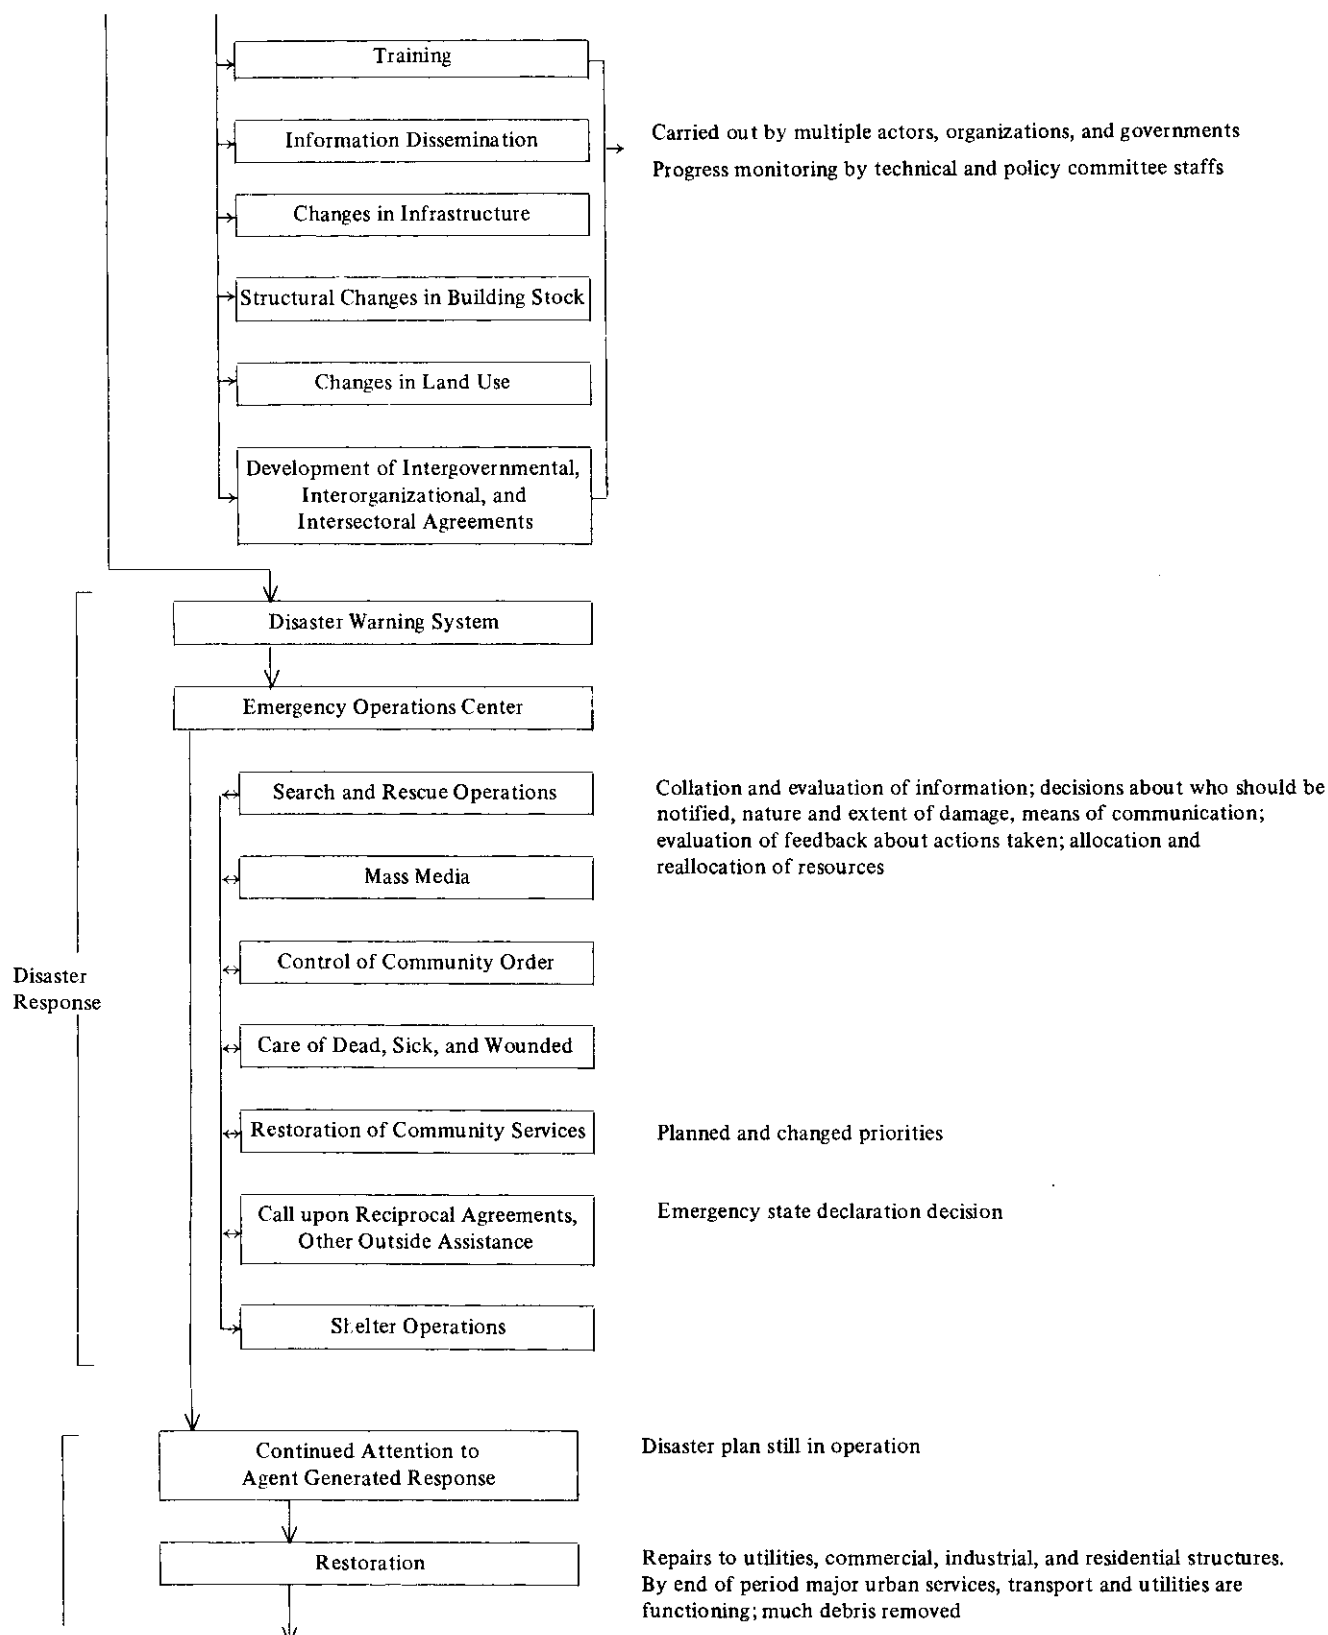 Training
Information Dissemination
Carried out by multiple actors, organizations, and governments
Progress monitoring by technical and policy committee staffs
Changes in Infrastructure
Structural Changes in Building Stock
Changes in Land Use
Development of Intergovernmental,
Interorganizational, and
Intersectoral Agreements
Disaster Warning System
Emergency Operations Center
Search and Rescue Operations
Collation and evaluation of information; decisions about who should be
notified, nature and extent of damage, means of communication;
evaluation of feedback about actions taken; allocation and
reallocation of resources
Mass Media
Control of Community Order
Disaster
Response
Care of Dead, Sick, and Wounded
Restoration of Community Services
Planned and changed priorities
Call upon Reciprocal Agreements,
Other Outside Assistance
Emergency state declaration decision
Shelter Operations
Continued Attention to
Agent Generated Response
Disaster plan still in operation
Restoration
Repairs to utilities, commercial, industrial, and residential structures.
By end of period major urban services, transport and utilities are
functioning; much debris removed